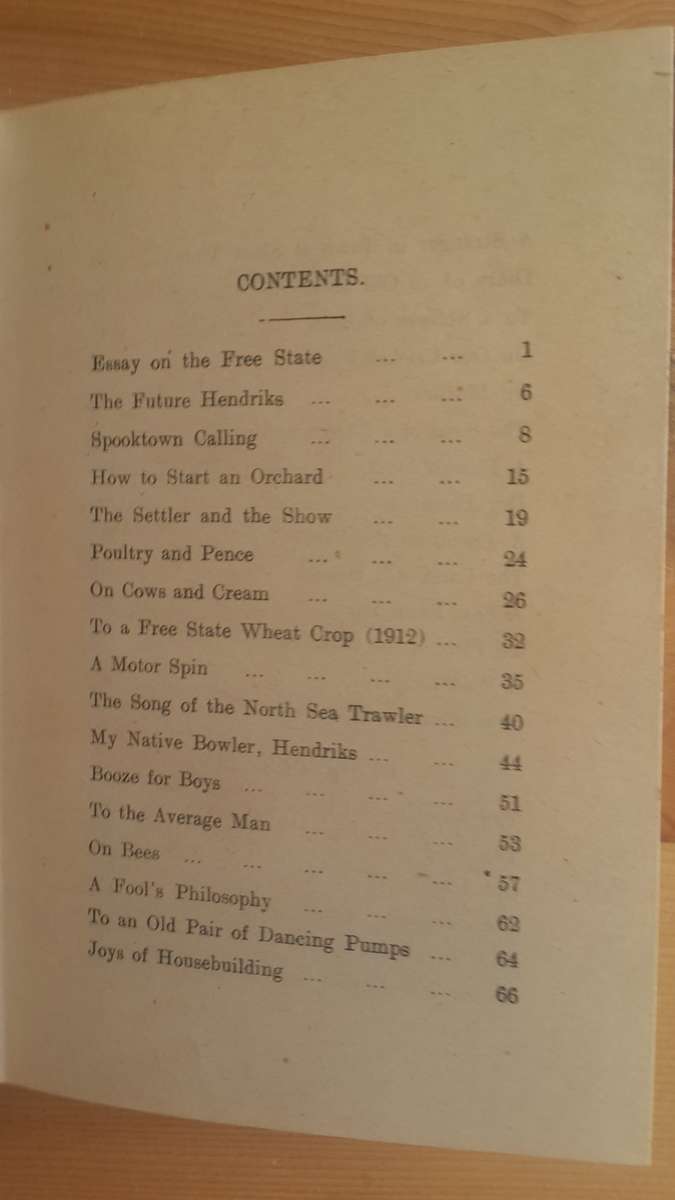 CONTENTS.
Essay on the Free State ... ... 1
The Future Hendriks ... ... ... 6
Spooktown Calling ... ... ... 8
How to Start an Orchard ... ... 15
The Settler and the Show ... ... 19
Poultry and Pence ... ... ... 24
On Cows and Cream ... ... ... 26
To a Free State Wheat Crop (1912) ... 32
A Motor Spin ... ... ... ... 35
The Song of the North Sea Trawler ... 40
My Native Bowler, Hendriks ... ... 44
Booze for Boys ... ... ... ... 51
To the Average Man ... ... ... 53
On Bees ... ... ... ... ... 57
A Fool's Philosophy ... ... ... 62
To an Old Pair of Dancing Pumps ... 64
Joys of Housebuilding ... ... ... 66